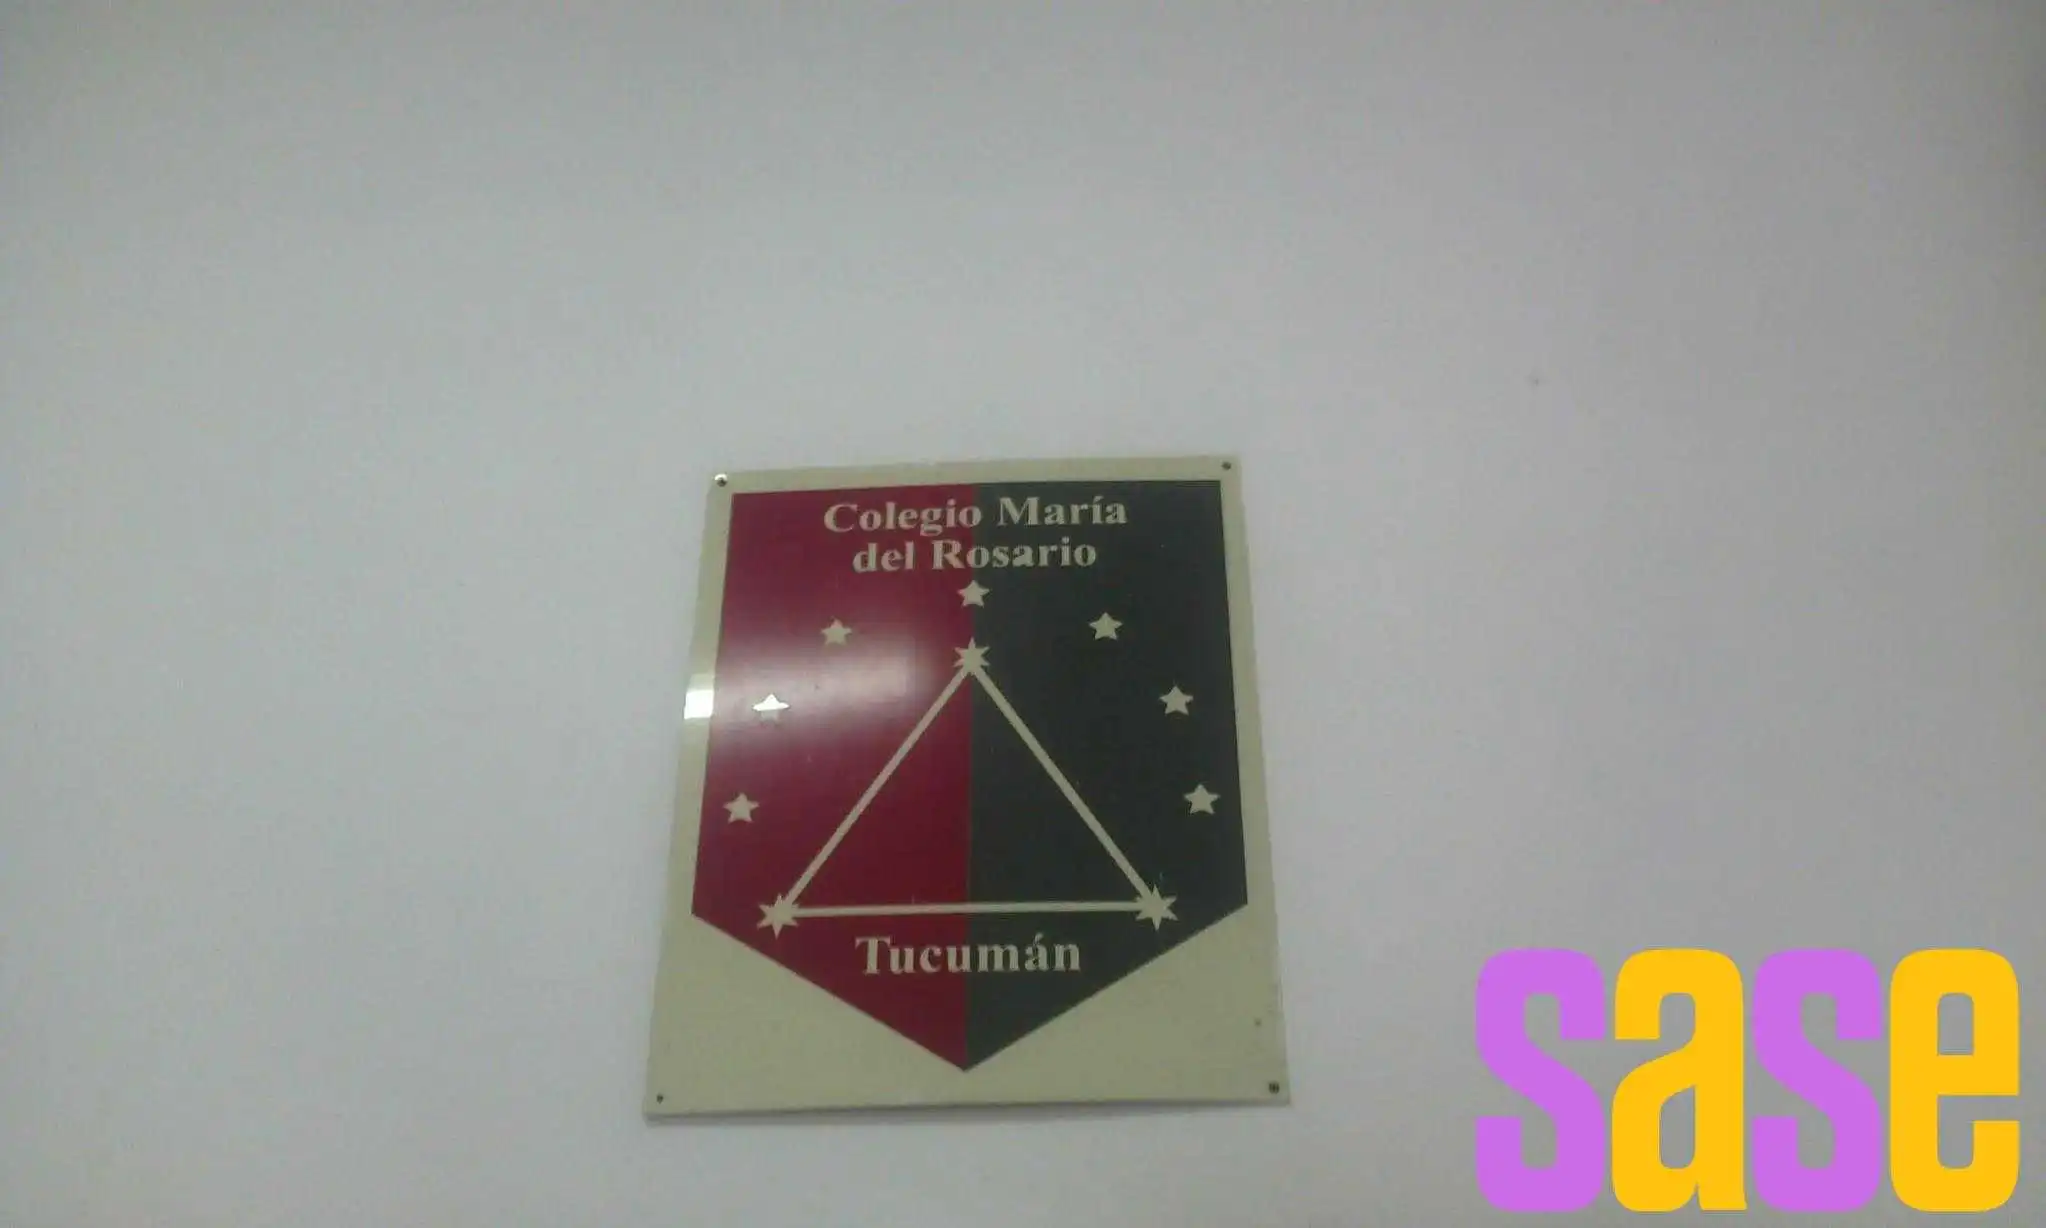 Colegio María
del Rosario
Tucumán
sase